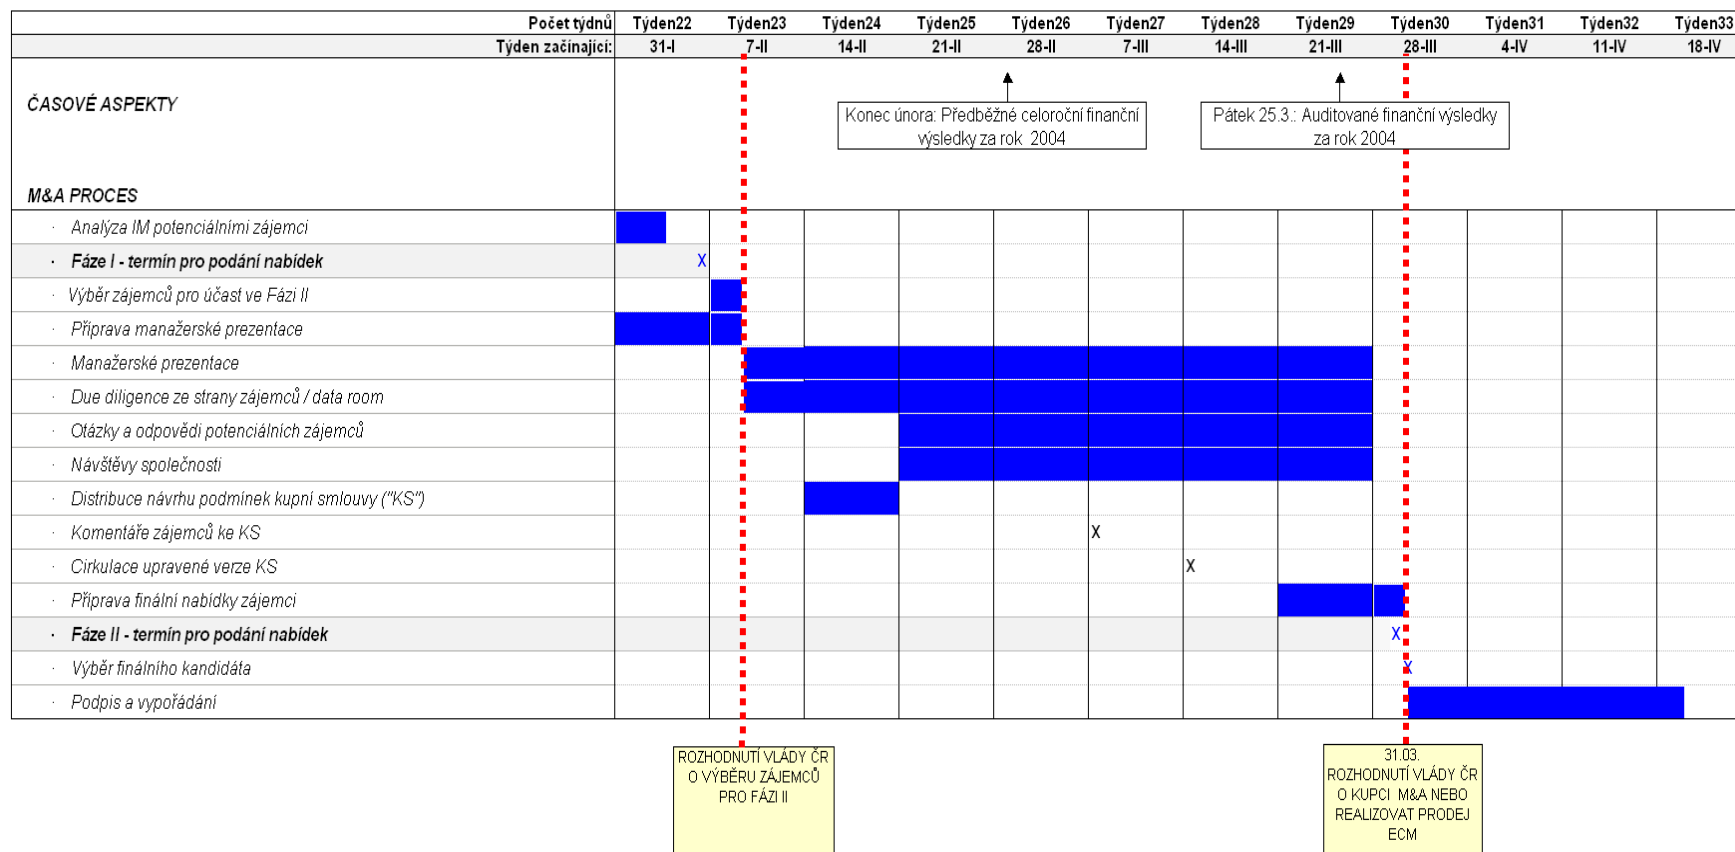 Počet týdnů Týden22 Týden23 Týden24 Týden25 Týden26 Týden27 Týden28 Týden29 Týden30 Týden31 Týden32 Týden33
Týden začínající: 31-I 7-II 14-II 21-II 28-II 7-III 14-III 21-III 28-III 4-IV 11-IV 18-IV
ČASOVÉ ASPEKTY
Konec února: Předběžné celoroční finanční
výsledky za rok 2004
Pátek 25.3.: Auditované finanční výsledky
za rok 2004
M&A PROCES
· Analýza IM potenciálními zájemci
· Fáze I - termín pro podání nabídek X
· Výběr zájemců pro účast ve Fázi II
· Příprava manažerské prezentace
· Manažerské prezentace
· Due diligence ze strany zájemců / data room
· Otázky a odpovědi potenciálních zájemců
· Návštěvy společnosti
· Distribuce návrhu podmínek kupní smlouvy ("KS")
· Komentáře zájemců ke KS X
· Cirkulace upravené verze KS X
· Příprava finální nabídky zájemci
· Fáze II - termín pro podání nabídek X
· Výběr finálního kandidáta X
· Podpis a vypořádání
ROZHODNUTÍ VLÁDY ČR
O VÝBĚRU ZÁJEMCŮ
PRO FÁZI II
31.03.
ROZHODNUTÍ VLÁDY ČR
O KUPCI M&A NEBO
REALIZOVAT PRODEJ
ECM